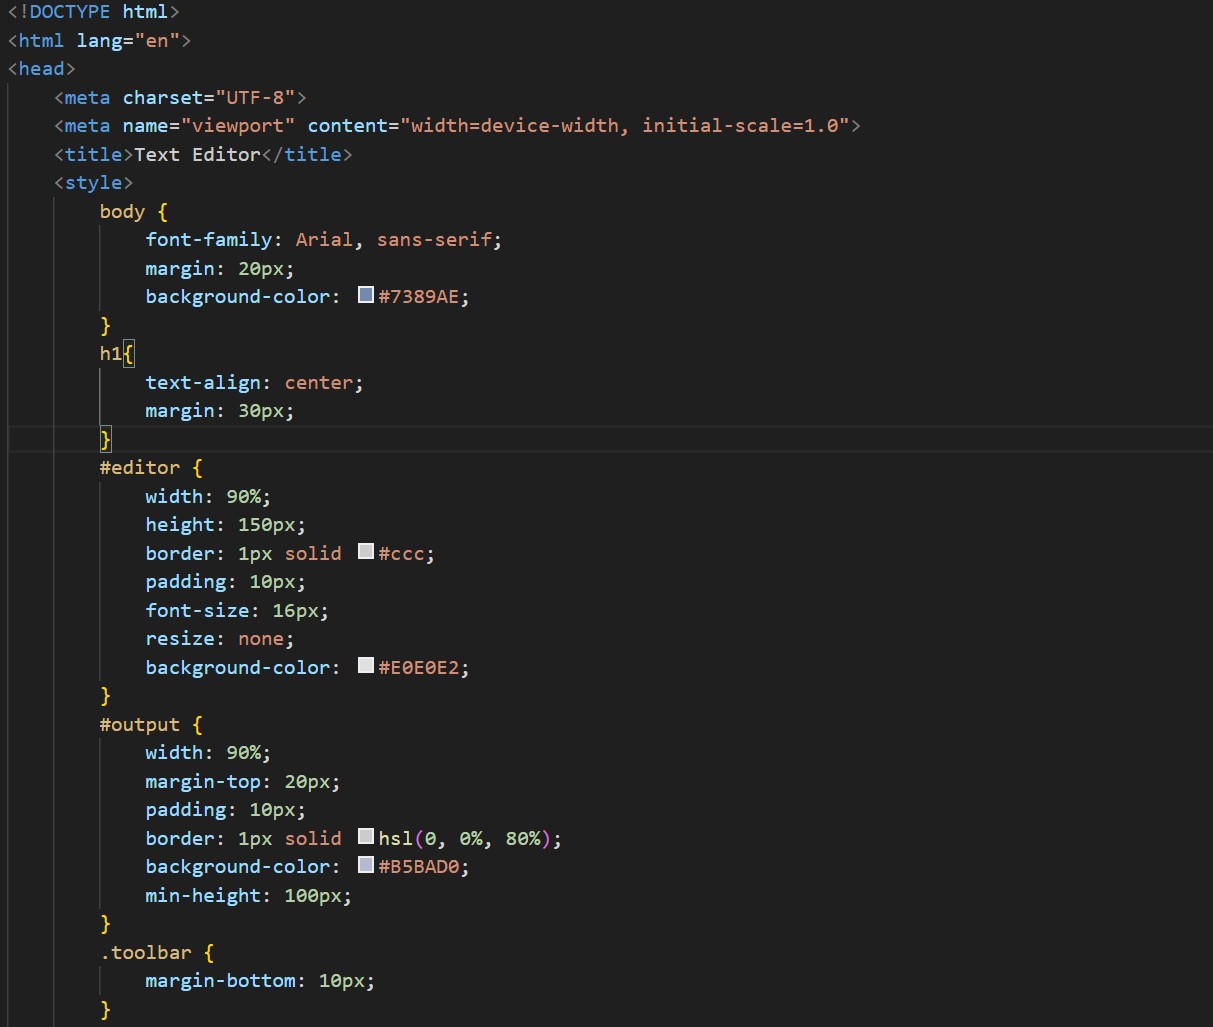 <!DOCTYPE html>
<html lang="en">
<head>
    <meta charset="UTF-8">
    <meta name="viewport" content="width=device-width, initial-scale=1.0">
    <title>Text Editor</title>
    <style>
        body {
            font-family: Arial, sans-serif;
            margin: 20px;
            background-color: #7389AE;
        }
        h1{
            text-align: center;
            margin: 30px;
        }
        #editor {
            width: 90%;
            height: 150px;
            border: 1px solid #ccc;
            padding: 10px;
            font-size: 16px;
            resize: none;
            background-color: #E0E0E2;
        }
        #output {
            width: 90%;
            margin-top: 20px;
            padding: 10px;
            border: 1px solid hsl(0, 0%, 80%);
            background-color: #B5BAD0;
            min-height: 100px;
        }
        .toolbar {
            margin-bottom: 10px;
        }